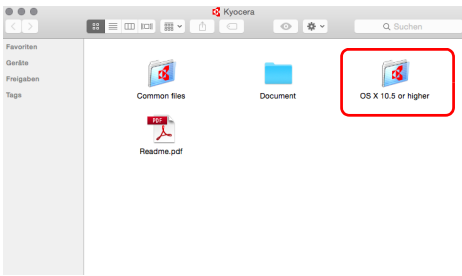 Kyocera
Suchen
Favoriten
Geräte
Freigaben
Tags
Common files
Document
OS X 10.5 or higher
PDF
Readme.pdf